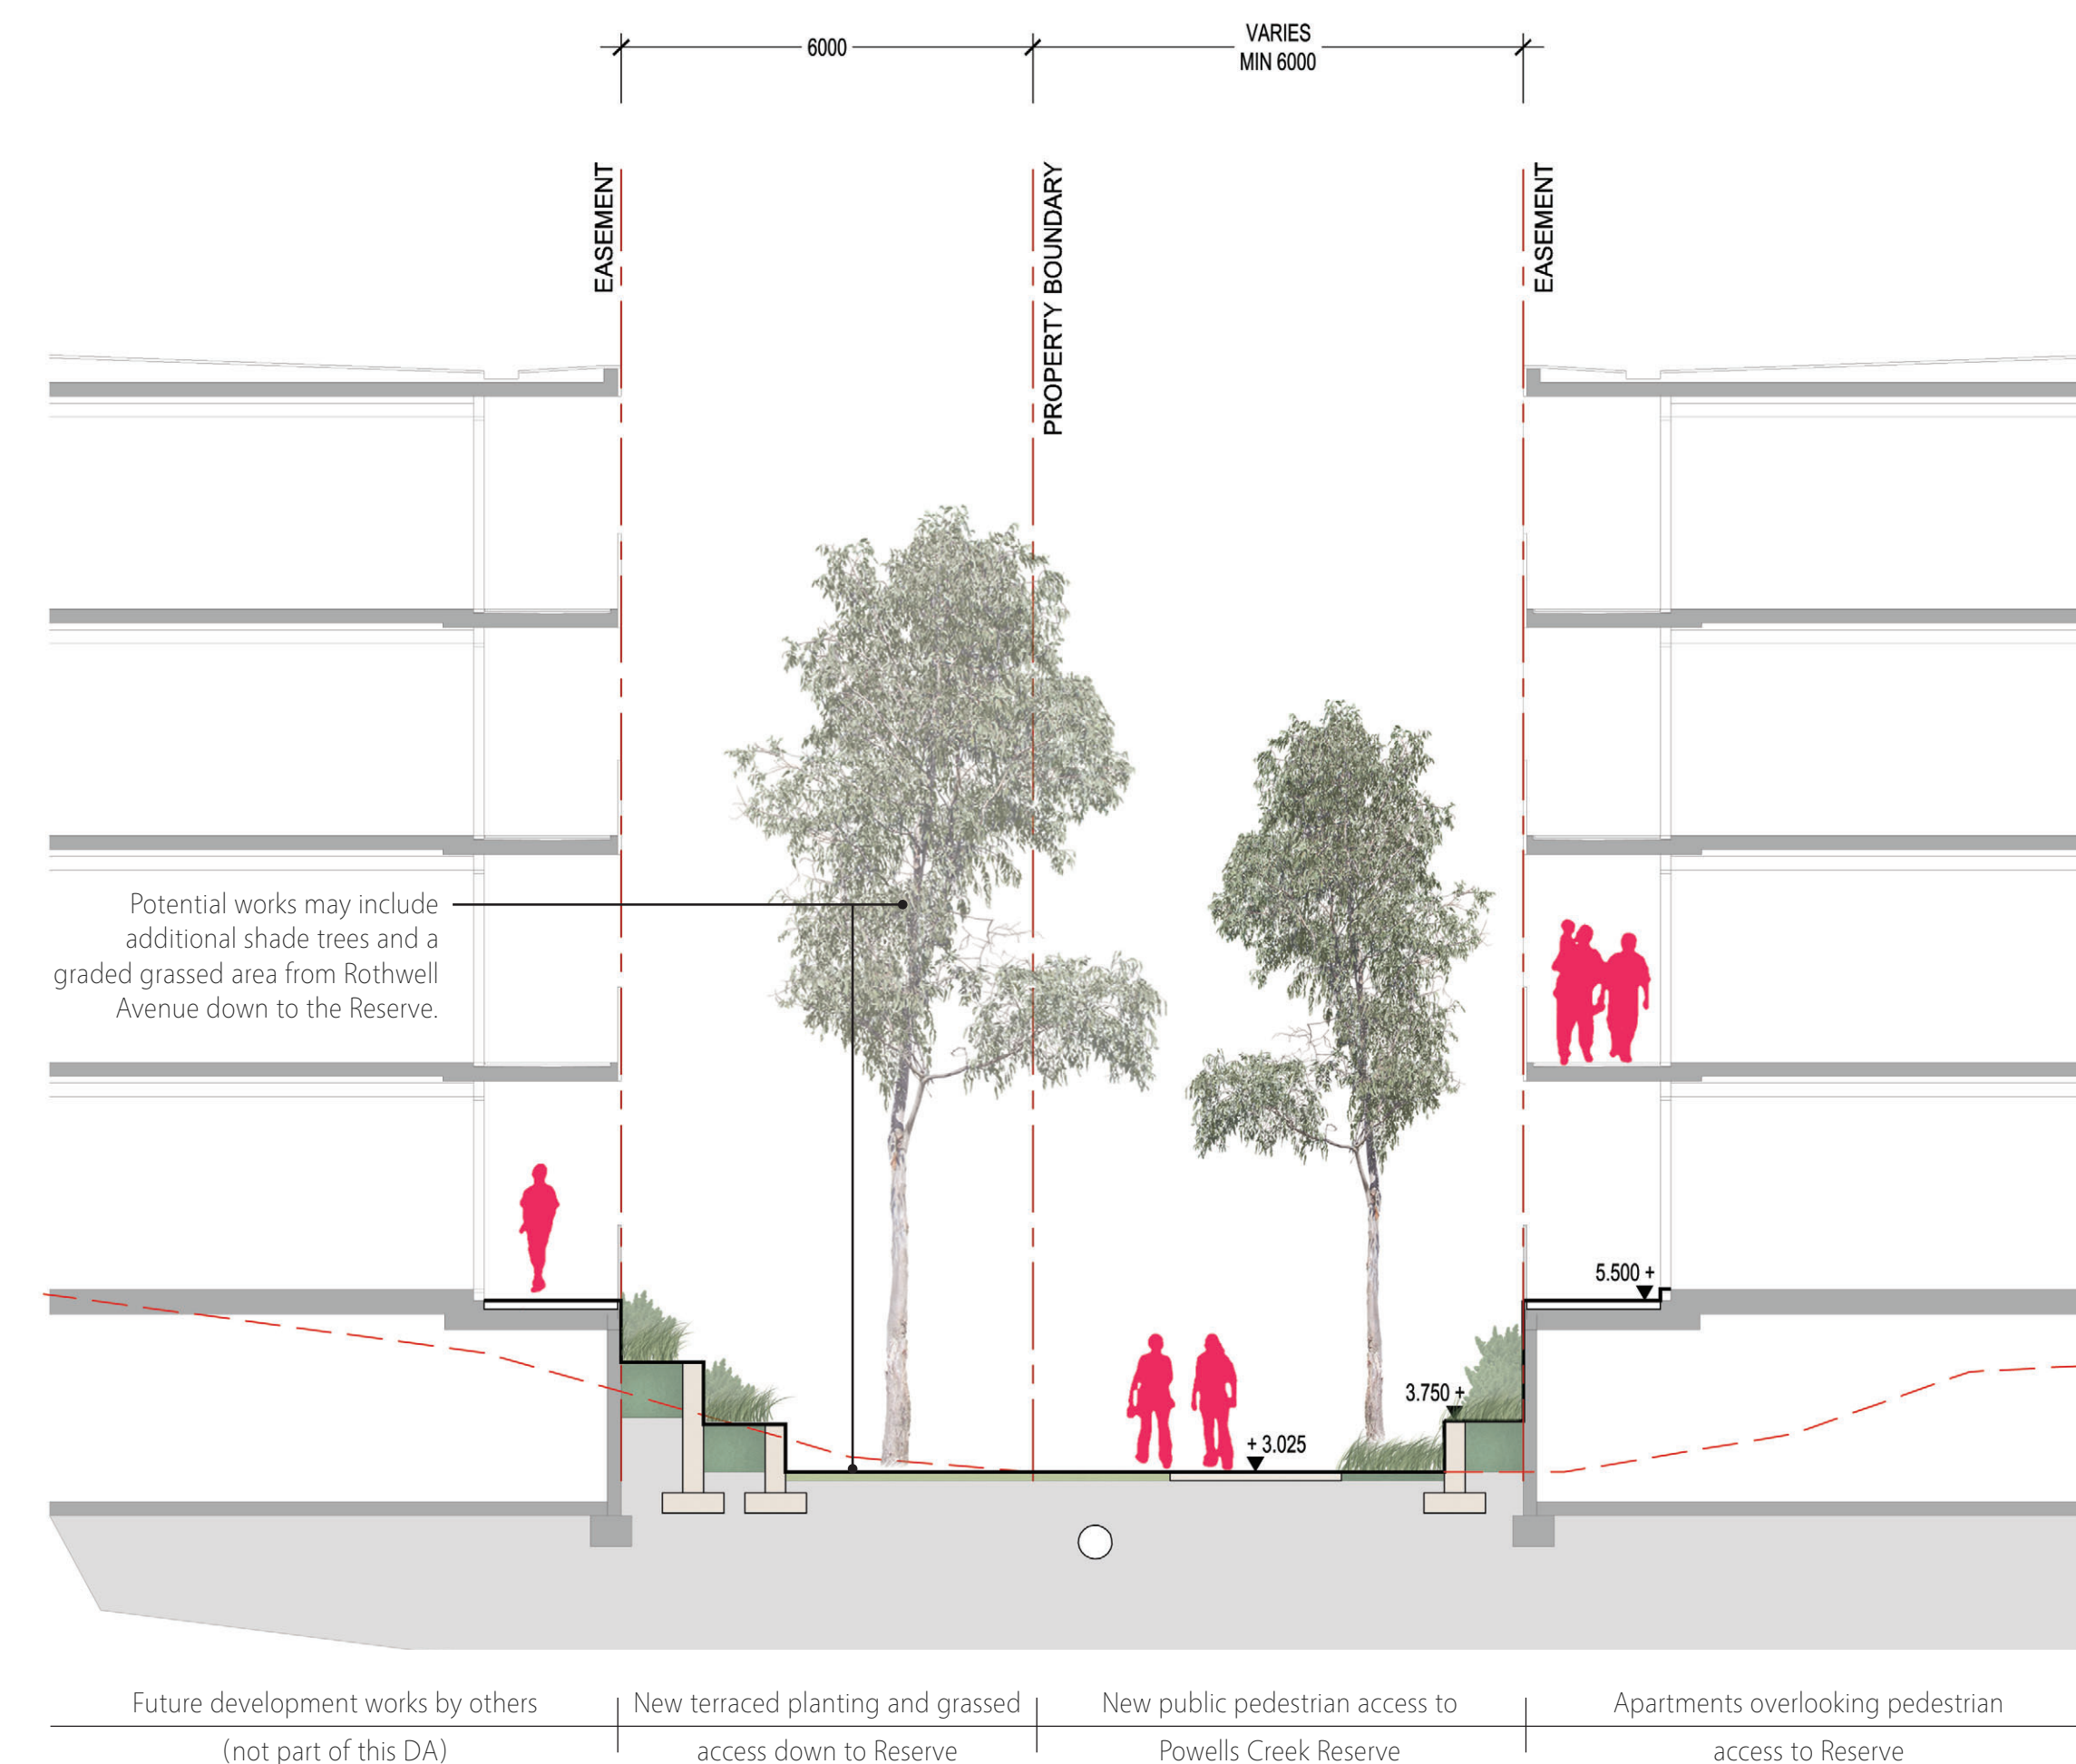 6000
VARIES
MIN 6000
EASEMENT
PROPERTY BOUNDARY
EASEMENT
Potential works may include
additional shade trees and a
graded grassed area from Rothwell
Avenue down to the Reserve.
5.500 +
3.750 +
+ 3.025
Future development works by others
(not part of this DA)
New terraced planting and grassed
access down to Reserve
New public pedestrian access to
Powells Creek Reserve
Apartments overlooking pedestrian
access to Reserve